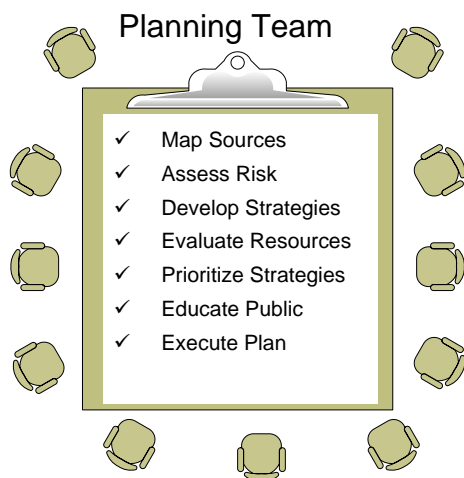 Planning Team
✓ Map Sources
✓ Assess Risk
✓ Develop Strategies
✓ Evaluate Resources
✓ Prioritize Strategies
✓ Educate Public
✓ Execute Plan